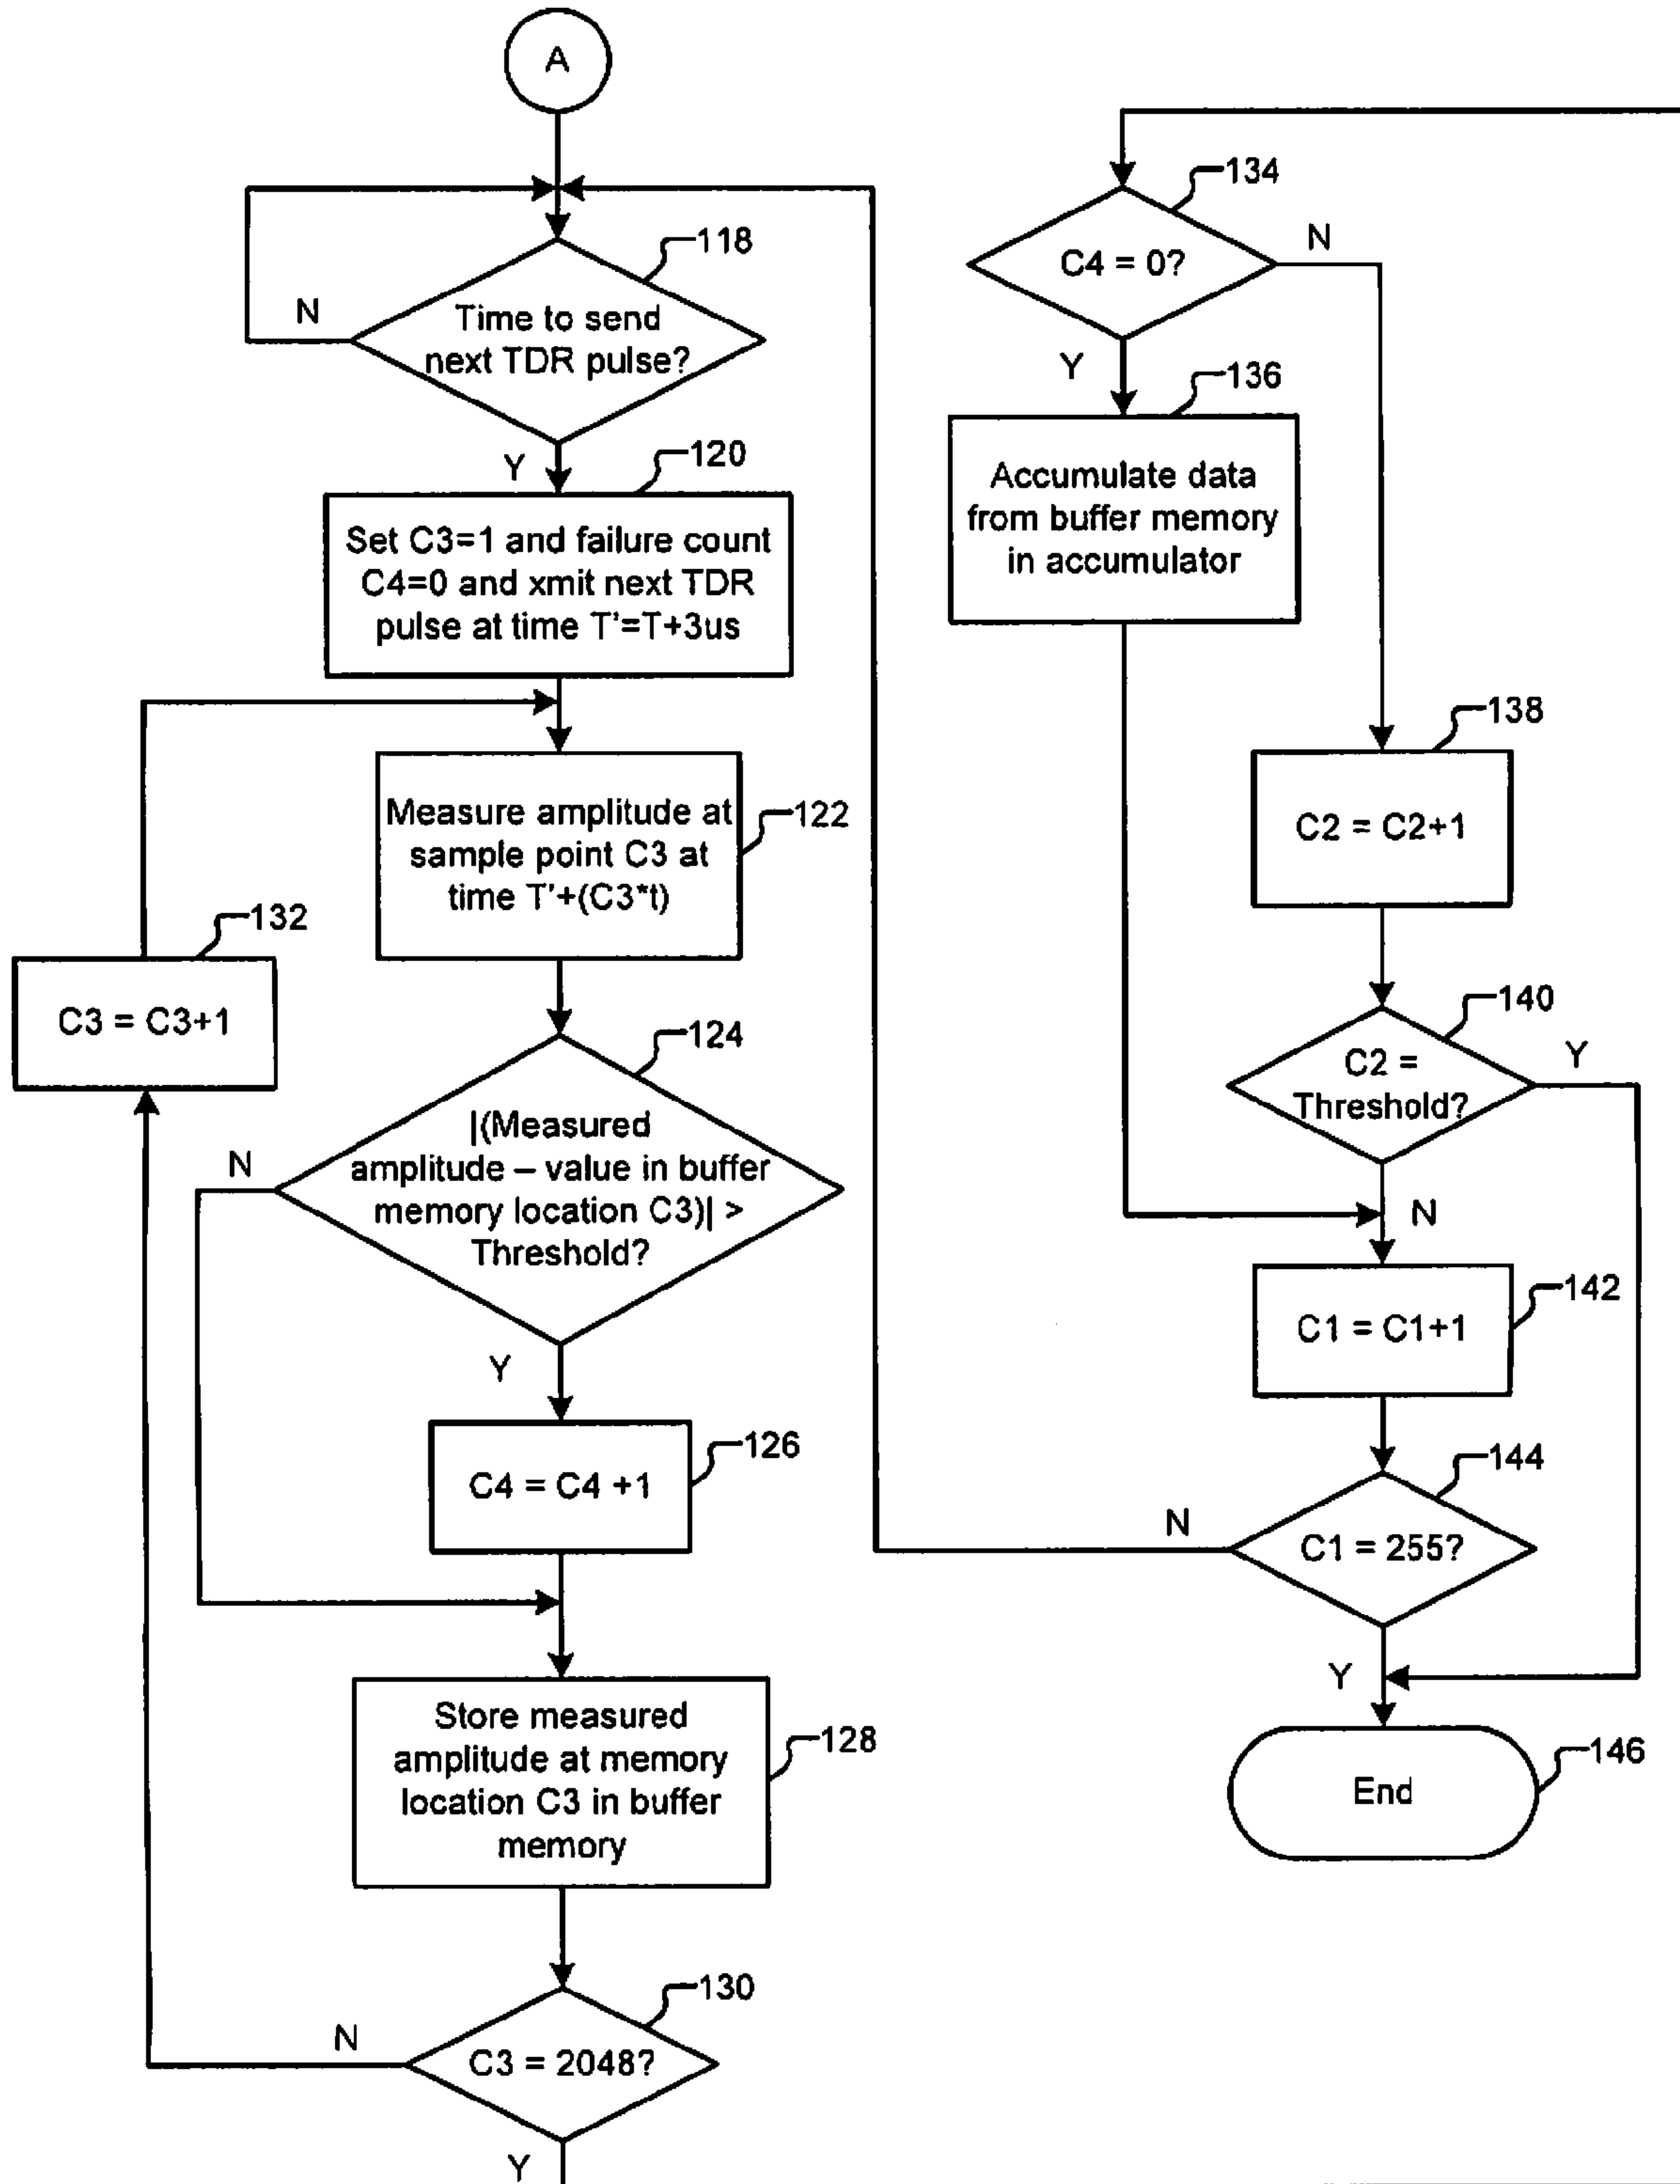 A
118
Time to send
next TDR pulse?
N
Y
120
Set C3=1 and failure count
C4=0 and xmit next TDR
pulse at time T'=T+3us
122
Measure amplitude at
sample point C3 at
time T'+(C3*t)
132
C3 = C3+1
124
|(Measured
amplitude – value in buffer
memory location C3)| >
Threshold?
N
Y
126
C4 = C4 +1
128
Store measured
amplitude at memory
location C3 in buffer
memory
130
C3 = 2048?
N
Y
134
C4 = 0?
N
Y
136
Accumulate data
from buffer memory
in accumulator
138
C2 = C2+1
140
C2 =
Threshold?
Y
N
142
C1 = C1+1
144
C1 = 255?
N
Y
End
146